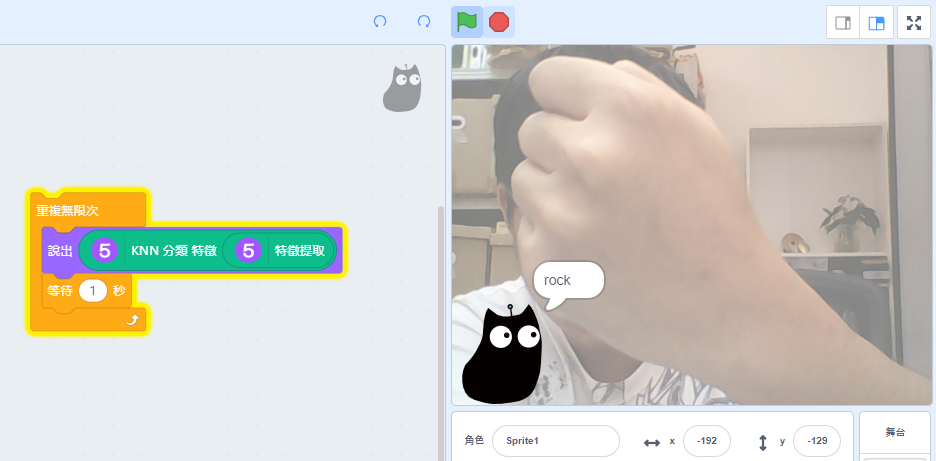 重複無限次
說出 5 KNN 分類 特徵 5 特徵提取
等待 1 秒
rock
角色 Sprite1 x -192 y -129
舞台